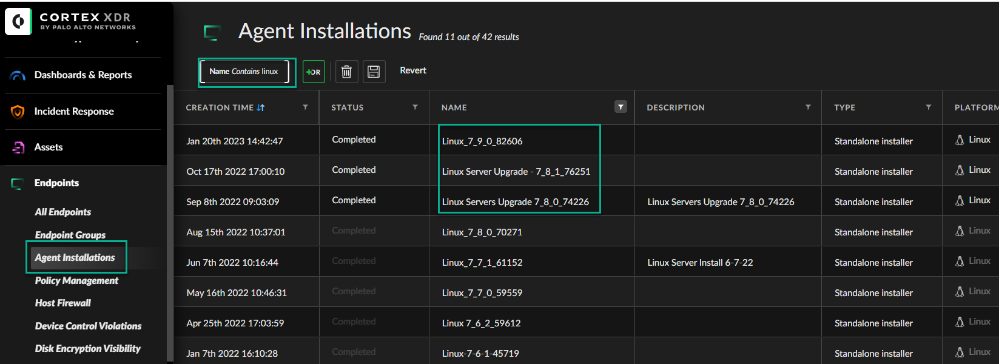 CORTEX XDR
BY PALO ALTO NETWORKS
Dashboards & Reports
Incident Response
Assets
Endpoints
All Endpoints
Endpoint Groups
Agent Installations
Policy Management
Host Firewall
Device Control Violations
Disk Encryption Visibility
Agent Installations Found 11 out of 42 results
Name Contains linux +OR Revert
CREATION TIME STATUS NAME DESCRIPTION TYPE PLATFORM
Jan 20th 2023 14:42:47 Completed Linux_7_9_0_82606 Standalone installer Linux
Oct 17th 2022 17:00:10 Completed Linux Server Upgrade - 7_8_1_76251 Standalone installer Linux
Sep 8th 2022 09:03:09 Completed Linux Servers Upgrade 7_8_0_74226 Linux Servers Upgrade 7_8_0_74226 Standalone installer Linux
Aug 15th 2022 10:37:01 Completed Linux_7_8_0_70271 Standalone installer Linux
Jun 7th 2022 10:16:44 Completed Linux_7_7_1_61152 Linux Server Install 6-7-22 Standalone installer Linux
May 16th 2022 10:46:31 Completed Linux_7_7_0_59559 Standalone installer Linux
Apr 25th 2022 17:03:59 Completed Linux 7_6_2_59612 Standalone installer Linux
Jan 7th 2022 16:10:28 Completed Linux-7-6-1-45719 Standalone installer Linux